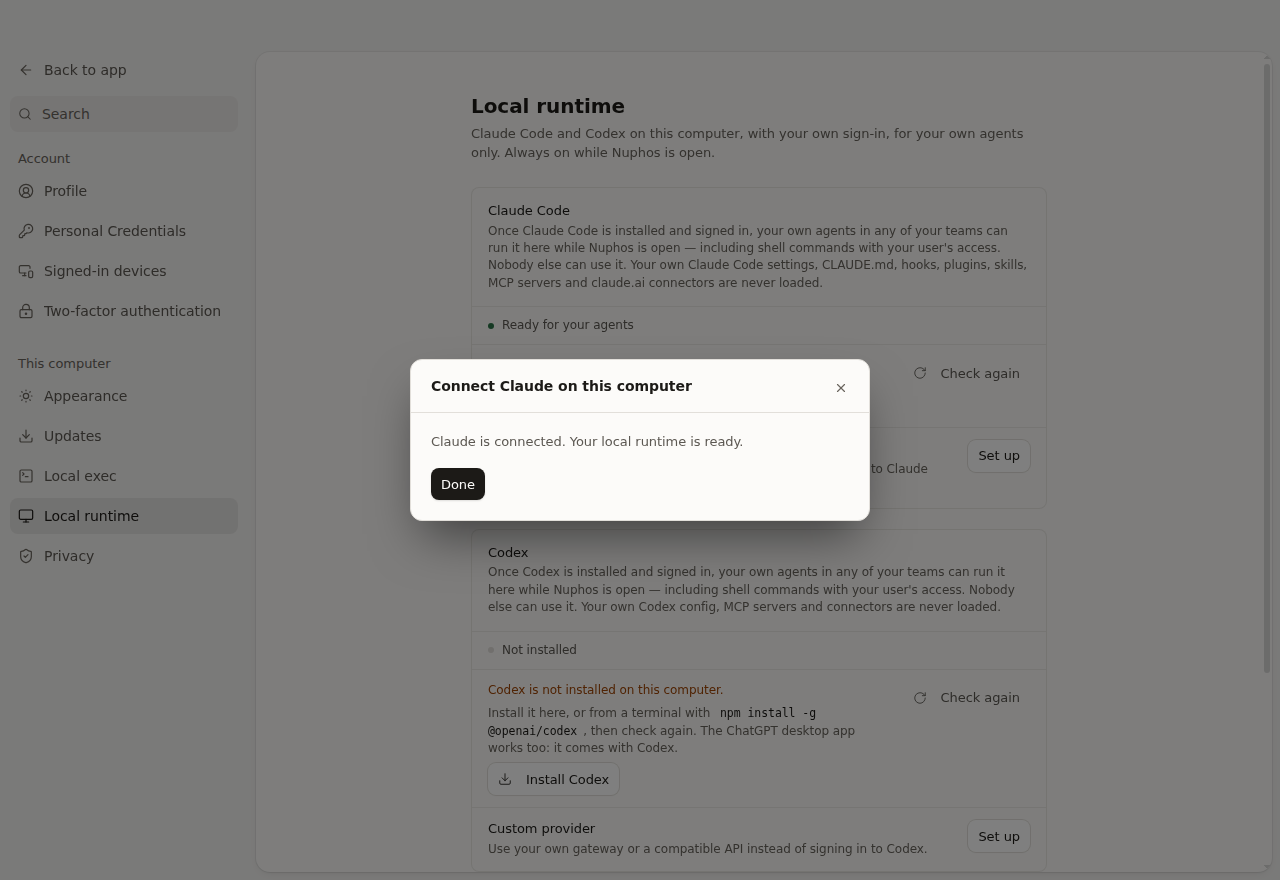 Back to app
Search
Account
Profile
Personal Credentials
Signed-in devices
Two-factor authentication
This computer
Appearance
Updates
Local exec
Local runtime
Privacy
Local runtime
Claude Code and Codex on this computer, with your own sign-in, for your own agents
only. Always on while Nuphos is open.
Claude Code
Once Claude Code is installed and signed in, your own agents in any of your teams can
run it here while Nuphos is open — including shell commands with your user's access.
Nobody else can use it. Your own Claude Code settings, CLAUDE.md, hooks, plugins, skills,
MCP servers and claude.ai connectors are never loaded.
Ready for your agents
Check again
to Claude
Set up
Connect Claude on this computer
Claude is connected. Your local runtime is ready.
Done
Codex
Once Codex is installed and signed in, your own agents in any of your teams can run it
here while Nuphos is open — including shell commands with your user's access. Nobody
else can use it. Your own Codex config, MCP servers and connectors are never loaded.
Not installed
Codex is not installed on this computer.
Check again
Install it here, or from a terminal with npm install -g
@openai/codex , then check again. The ChatGPT desktop app
works too: it comes with Codex.
Install Codex
Custom provider
Use your own gateway or a compatible API instead of signing in to Codex.
Set up